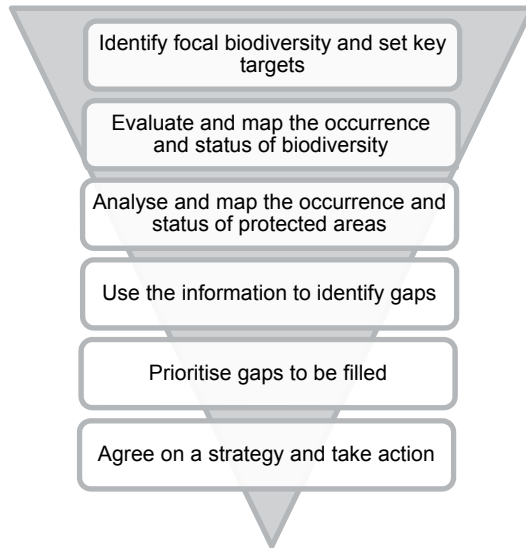 Identify focal biodiversity and set key
targets
Evaluate and map the occurrence
and status of biodiversity
Analyse and map the occurrence and
status of protected areas
Use the information to identify gaps
Prioritise gaps to be filled
Agree on a strategy and take action